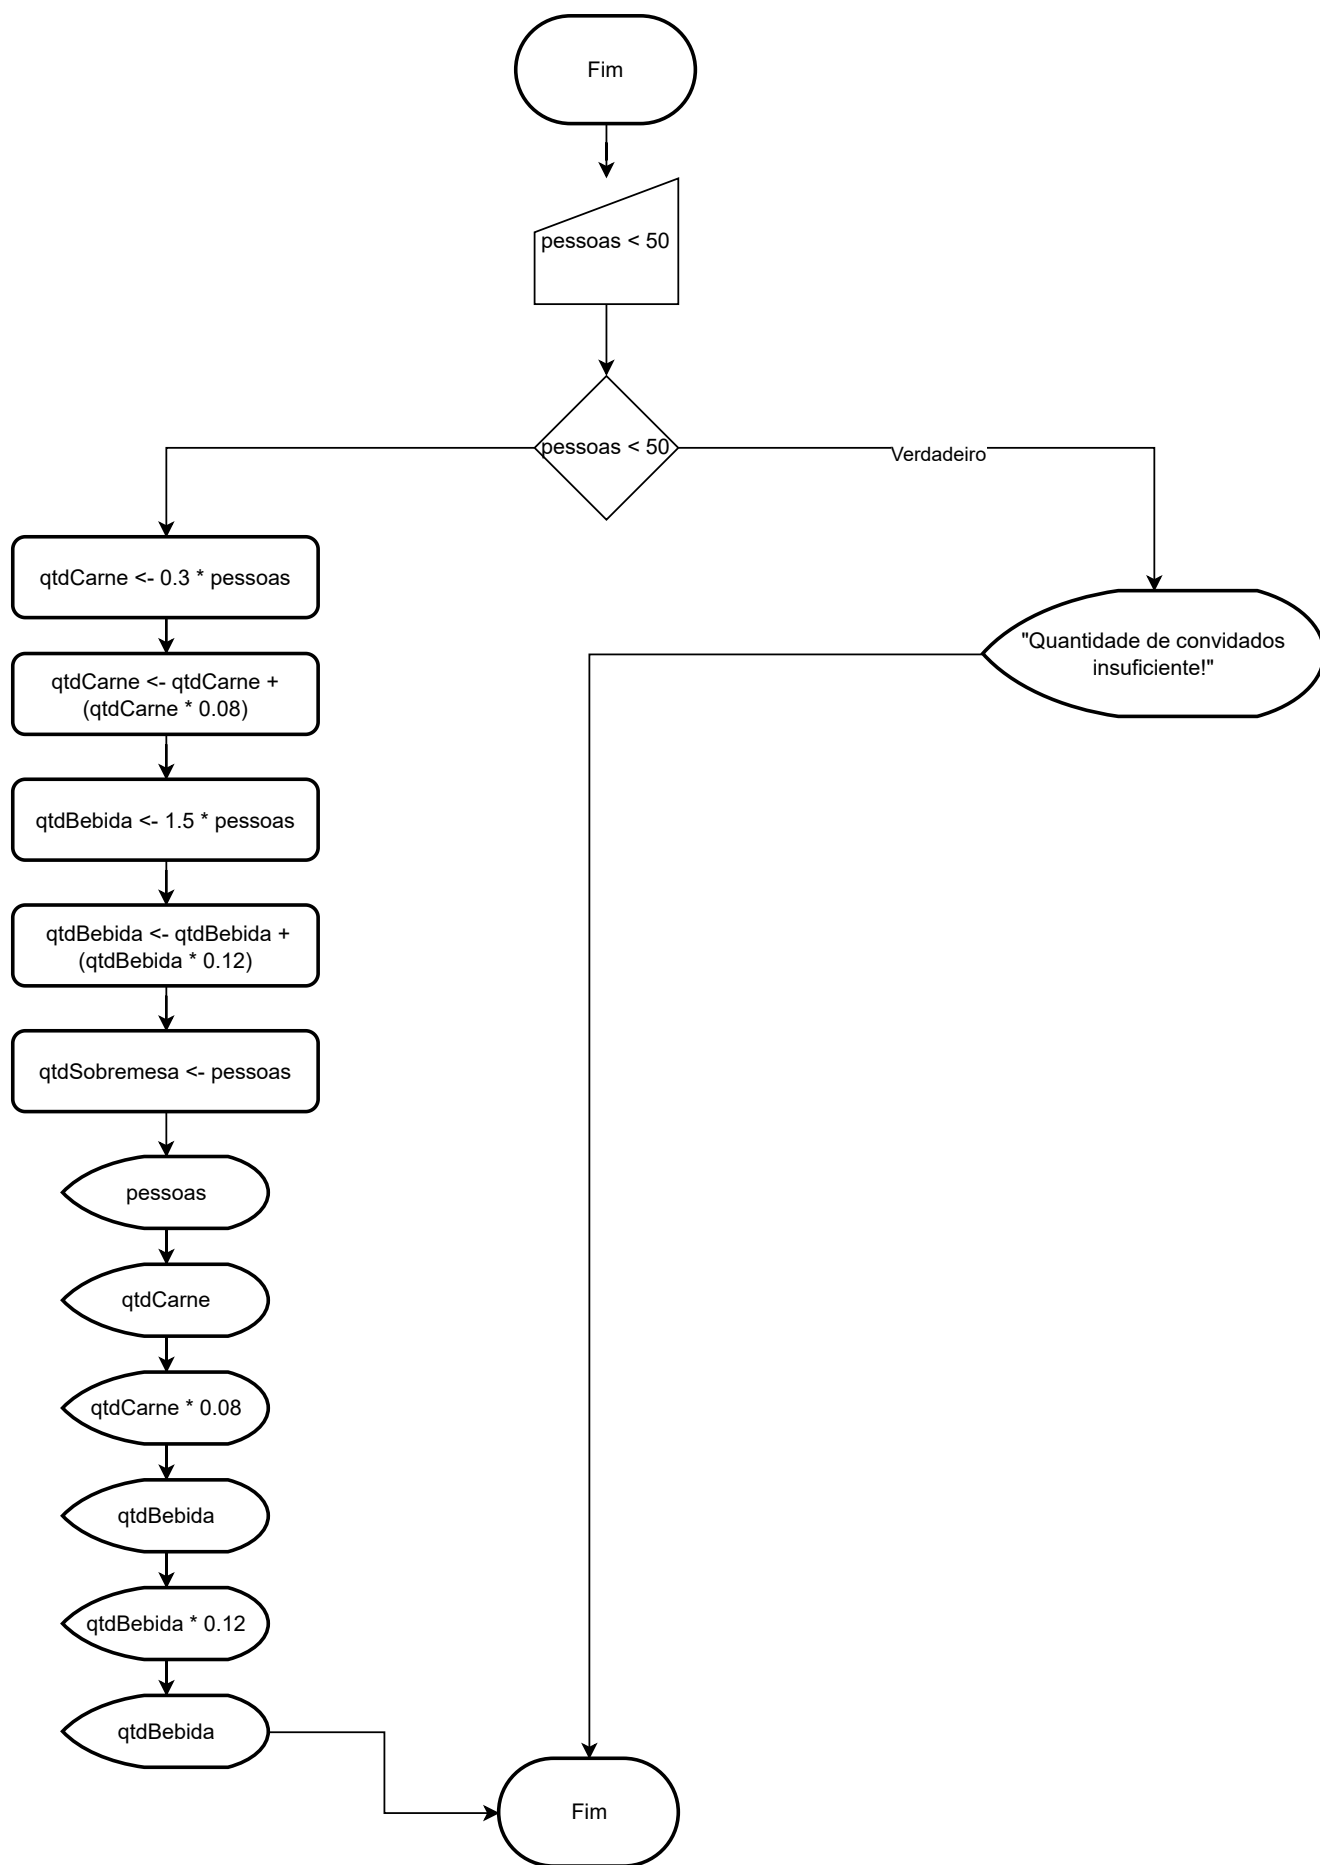 Fim
pessoas < 50
pessoas < 50
Verdadeiro
qtdCarne <- 0.3 * pessoas
"Quantidade de convidados
insuficiente!"
qtdCarne <- qtdCarne +
(qtdCarne * 0.08)
qtdBebida <- 1.5 * pessoas
qtdBebida <- qtdBebida +
(qtdBebida * 0.12)
qtdSobremesa <- pessoas
pessoas
qtdCarne
qtdCarne * 0.08
qtdBebida
qtdBebida * 0.12
qtdBebida
Fim